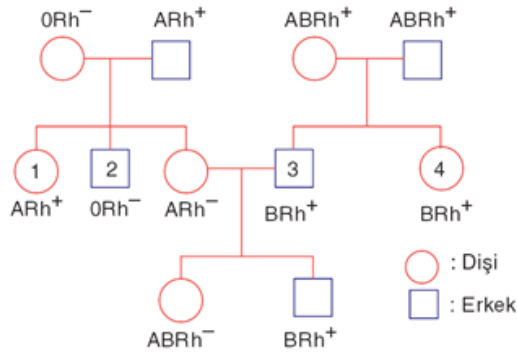 0Rh⁻ ARh⁺ ABRh⁺ ABRh⁺
1 2 3 4
ARh⁺ 0Rh⁻ ARh⁻ BRh⁺ BRh⁺
: Dişi
: Erkek
ABRh⁻ BRh⁺